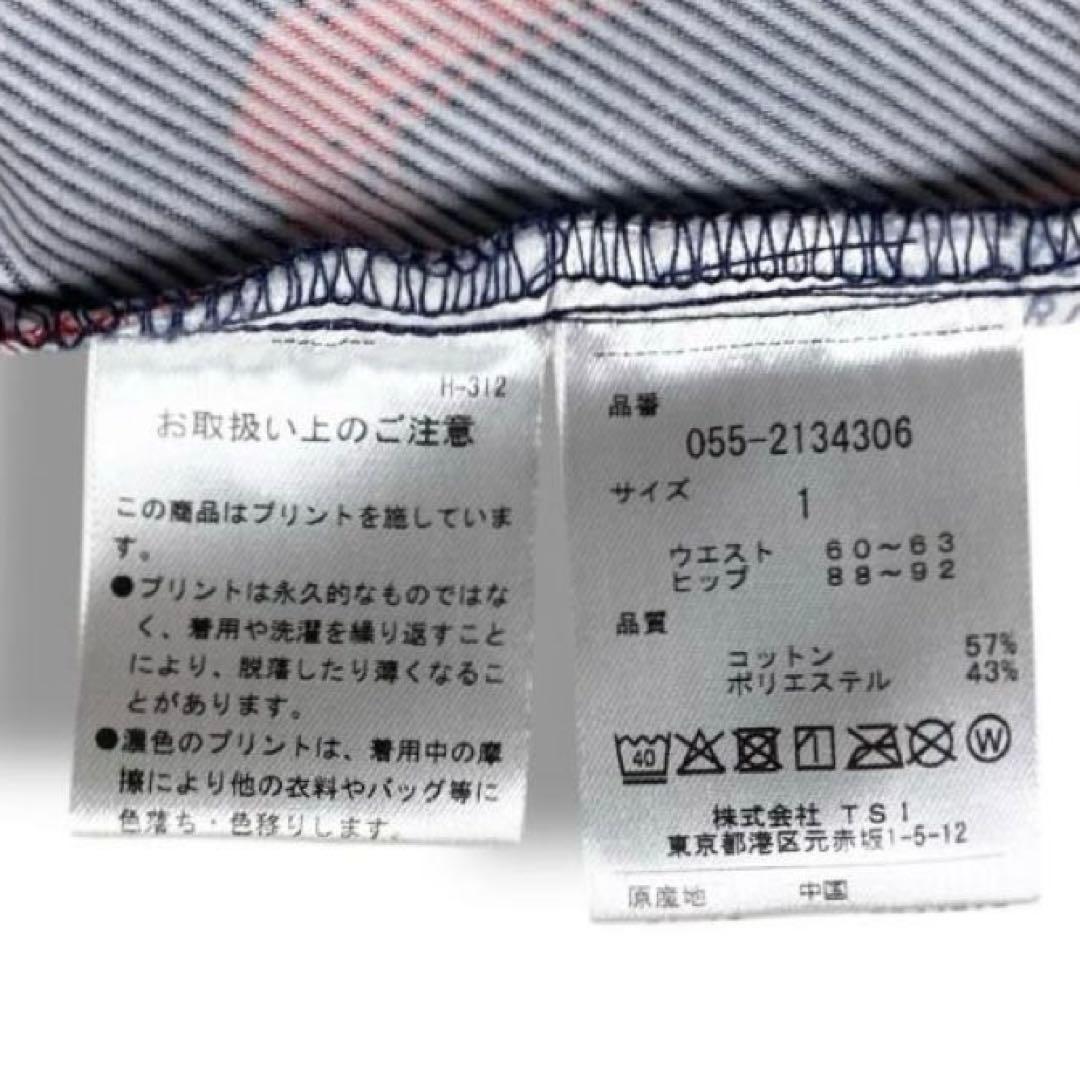 H-312
お取扱い上のご注意
この商品はプリントを施していま
す。
●プリントは永久的なものではな
く、着用や洗濯を繰り返すこと
により、脱落したり薄くなるこ
とがあります。
●濃色のプリントは、着用中の摩
擦により他の衣料やバッグ等に
色落ち・色移りします。
品番
055-2134306
サイズ
1
ウエスト 60〜63
ヒップ 88〜92
品質
コットン 57%
ポリエステル 43%
40
W
株式会社 TSI
東京都港区元赤坂1-5-12
原産地 中国